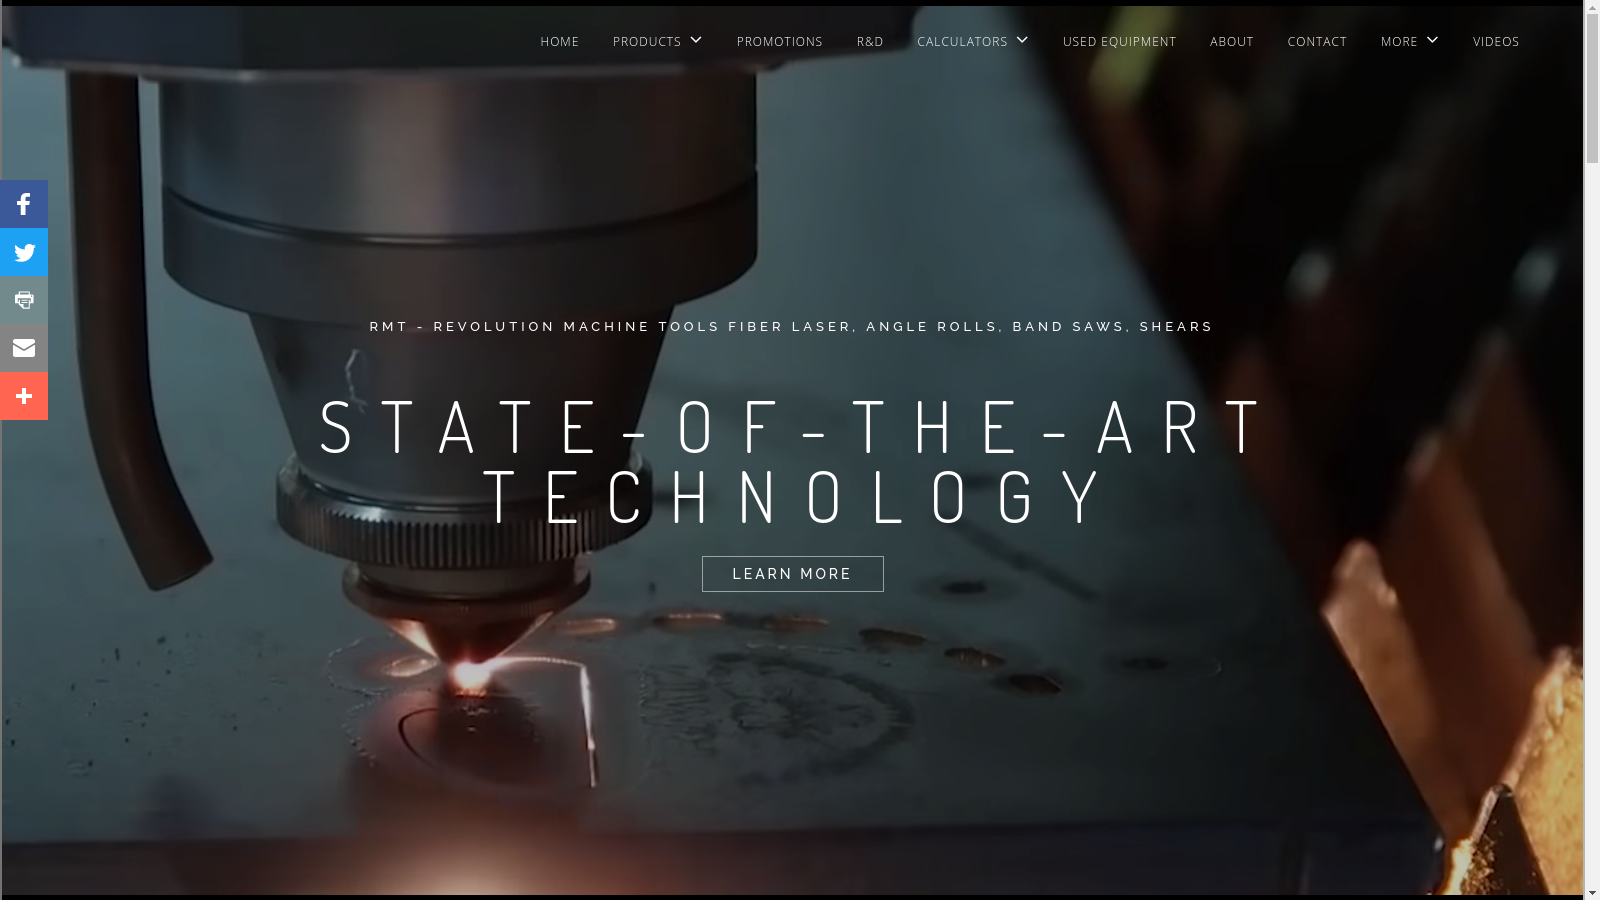 HOME PRODUCTS PROMOTIONS R&D CALCULATORS USED EQUIPMENT ABOUT CONTACT MORE VIDEOS
RMT - REVOLUTION MACHINE TOOLS FIBER LASER, ANGLE ROLLS, BAND SAWS, SHEARS
STATE-OF-THE-ART
TECHNOLOGY
LEARN MORE